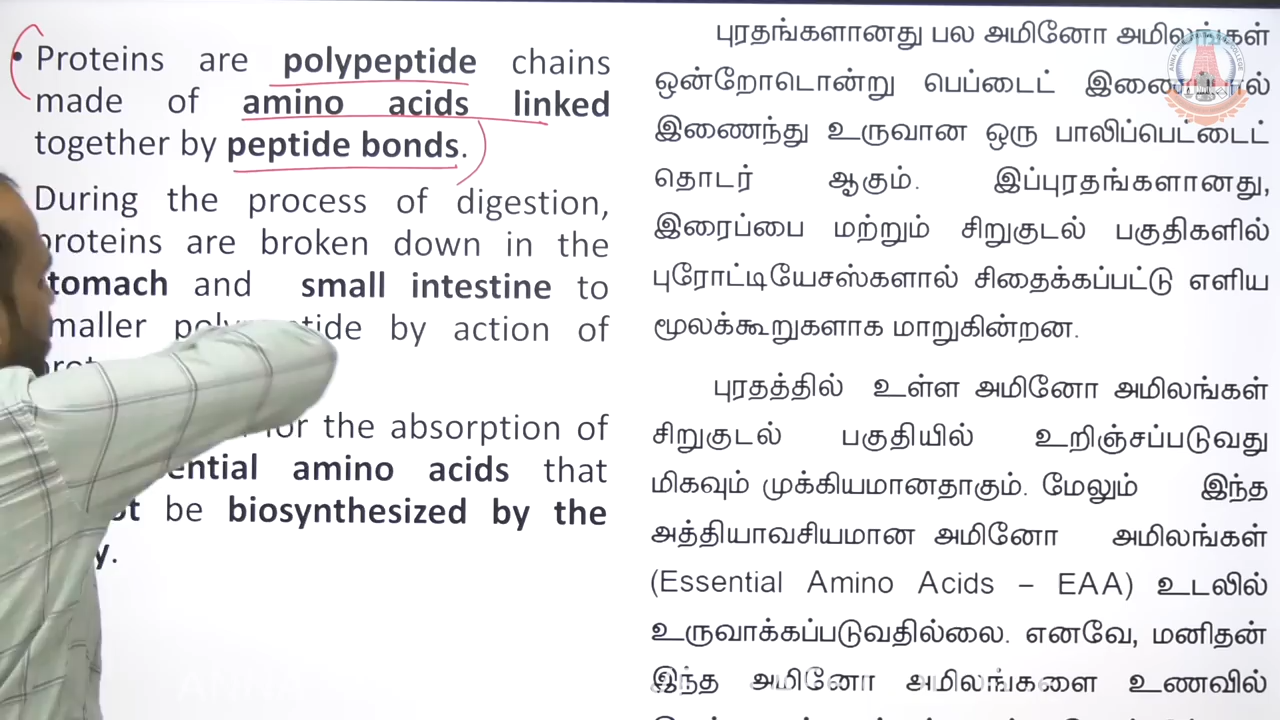 • Proteins are polypeptide chains
made of amino acids linked
together by peptide bonds.
During the process of digestion,
proteins are broken down in the
stomach and small intestine to
smaller polypeptide by action of
for the absorption of
amino acids that
be biosynthesized by the
புரதங்களானது பல அமினோ அமிலங்கள்
ஒன்றோடொன்று பெப்டைட் இணைப்பால்
இணைந்து உருவான ஒரு பாலிப்பெப்டைட்
தொடர் ஆகும். இப்புரதங்களானது,
இரைப்பை மற்றும் சிறுகுடல் பகுதிகளில்
புரோட்டியேசஸ்களால் சிதைக்கப்பட்டு எளிய
மூலக்கூறுகளாக மாறுகின்றன.
புரதத்தில் உள்ள அமினோ அமிலங்கள்
சிறுகுடல் பகுதியில் உறிஞ்சப்படுவது
மிகவும் முக்கியமானதாகும். மேலும் இந்த
அத்தியாவசியமான அமினோ அமிலங்கள்
(Essential Amino Acids – EAA) உடலில்
உருவாக்கப்படுவதில்லை. எனவே, மனிதன்
இந்த அமினோ அமிலங்களை உணவில்